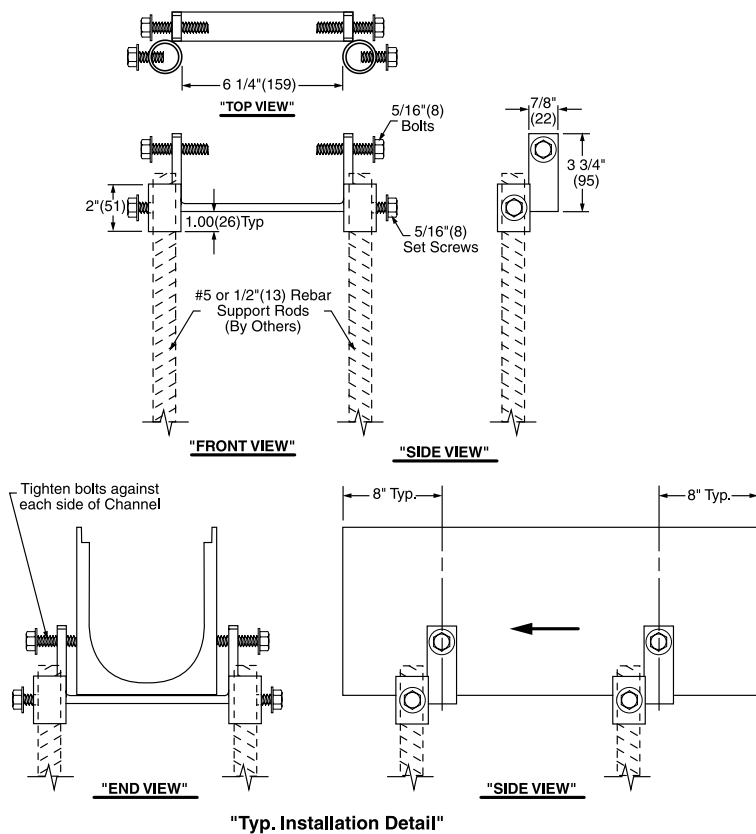 6 1/4"(159)
"TOP VIEW"
5/16"(8)
Bolts
7/8"
(22)
3 3/4"
(95)
2"(51)
1.00(26)Typ
5/16"(8)
Set Screws
#5 or 1/2"(13) Rebar
Support Rods
(By Others)
"FRONT VIEW"
"SIDE VIEW"
Tighten bolts against
each side of Channel
8" Typ.
8" Typ.
"END VIEW"
"SIDE VIEW"
"Typ. Installation Detail"